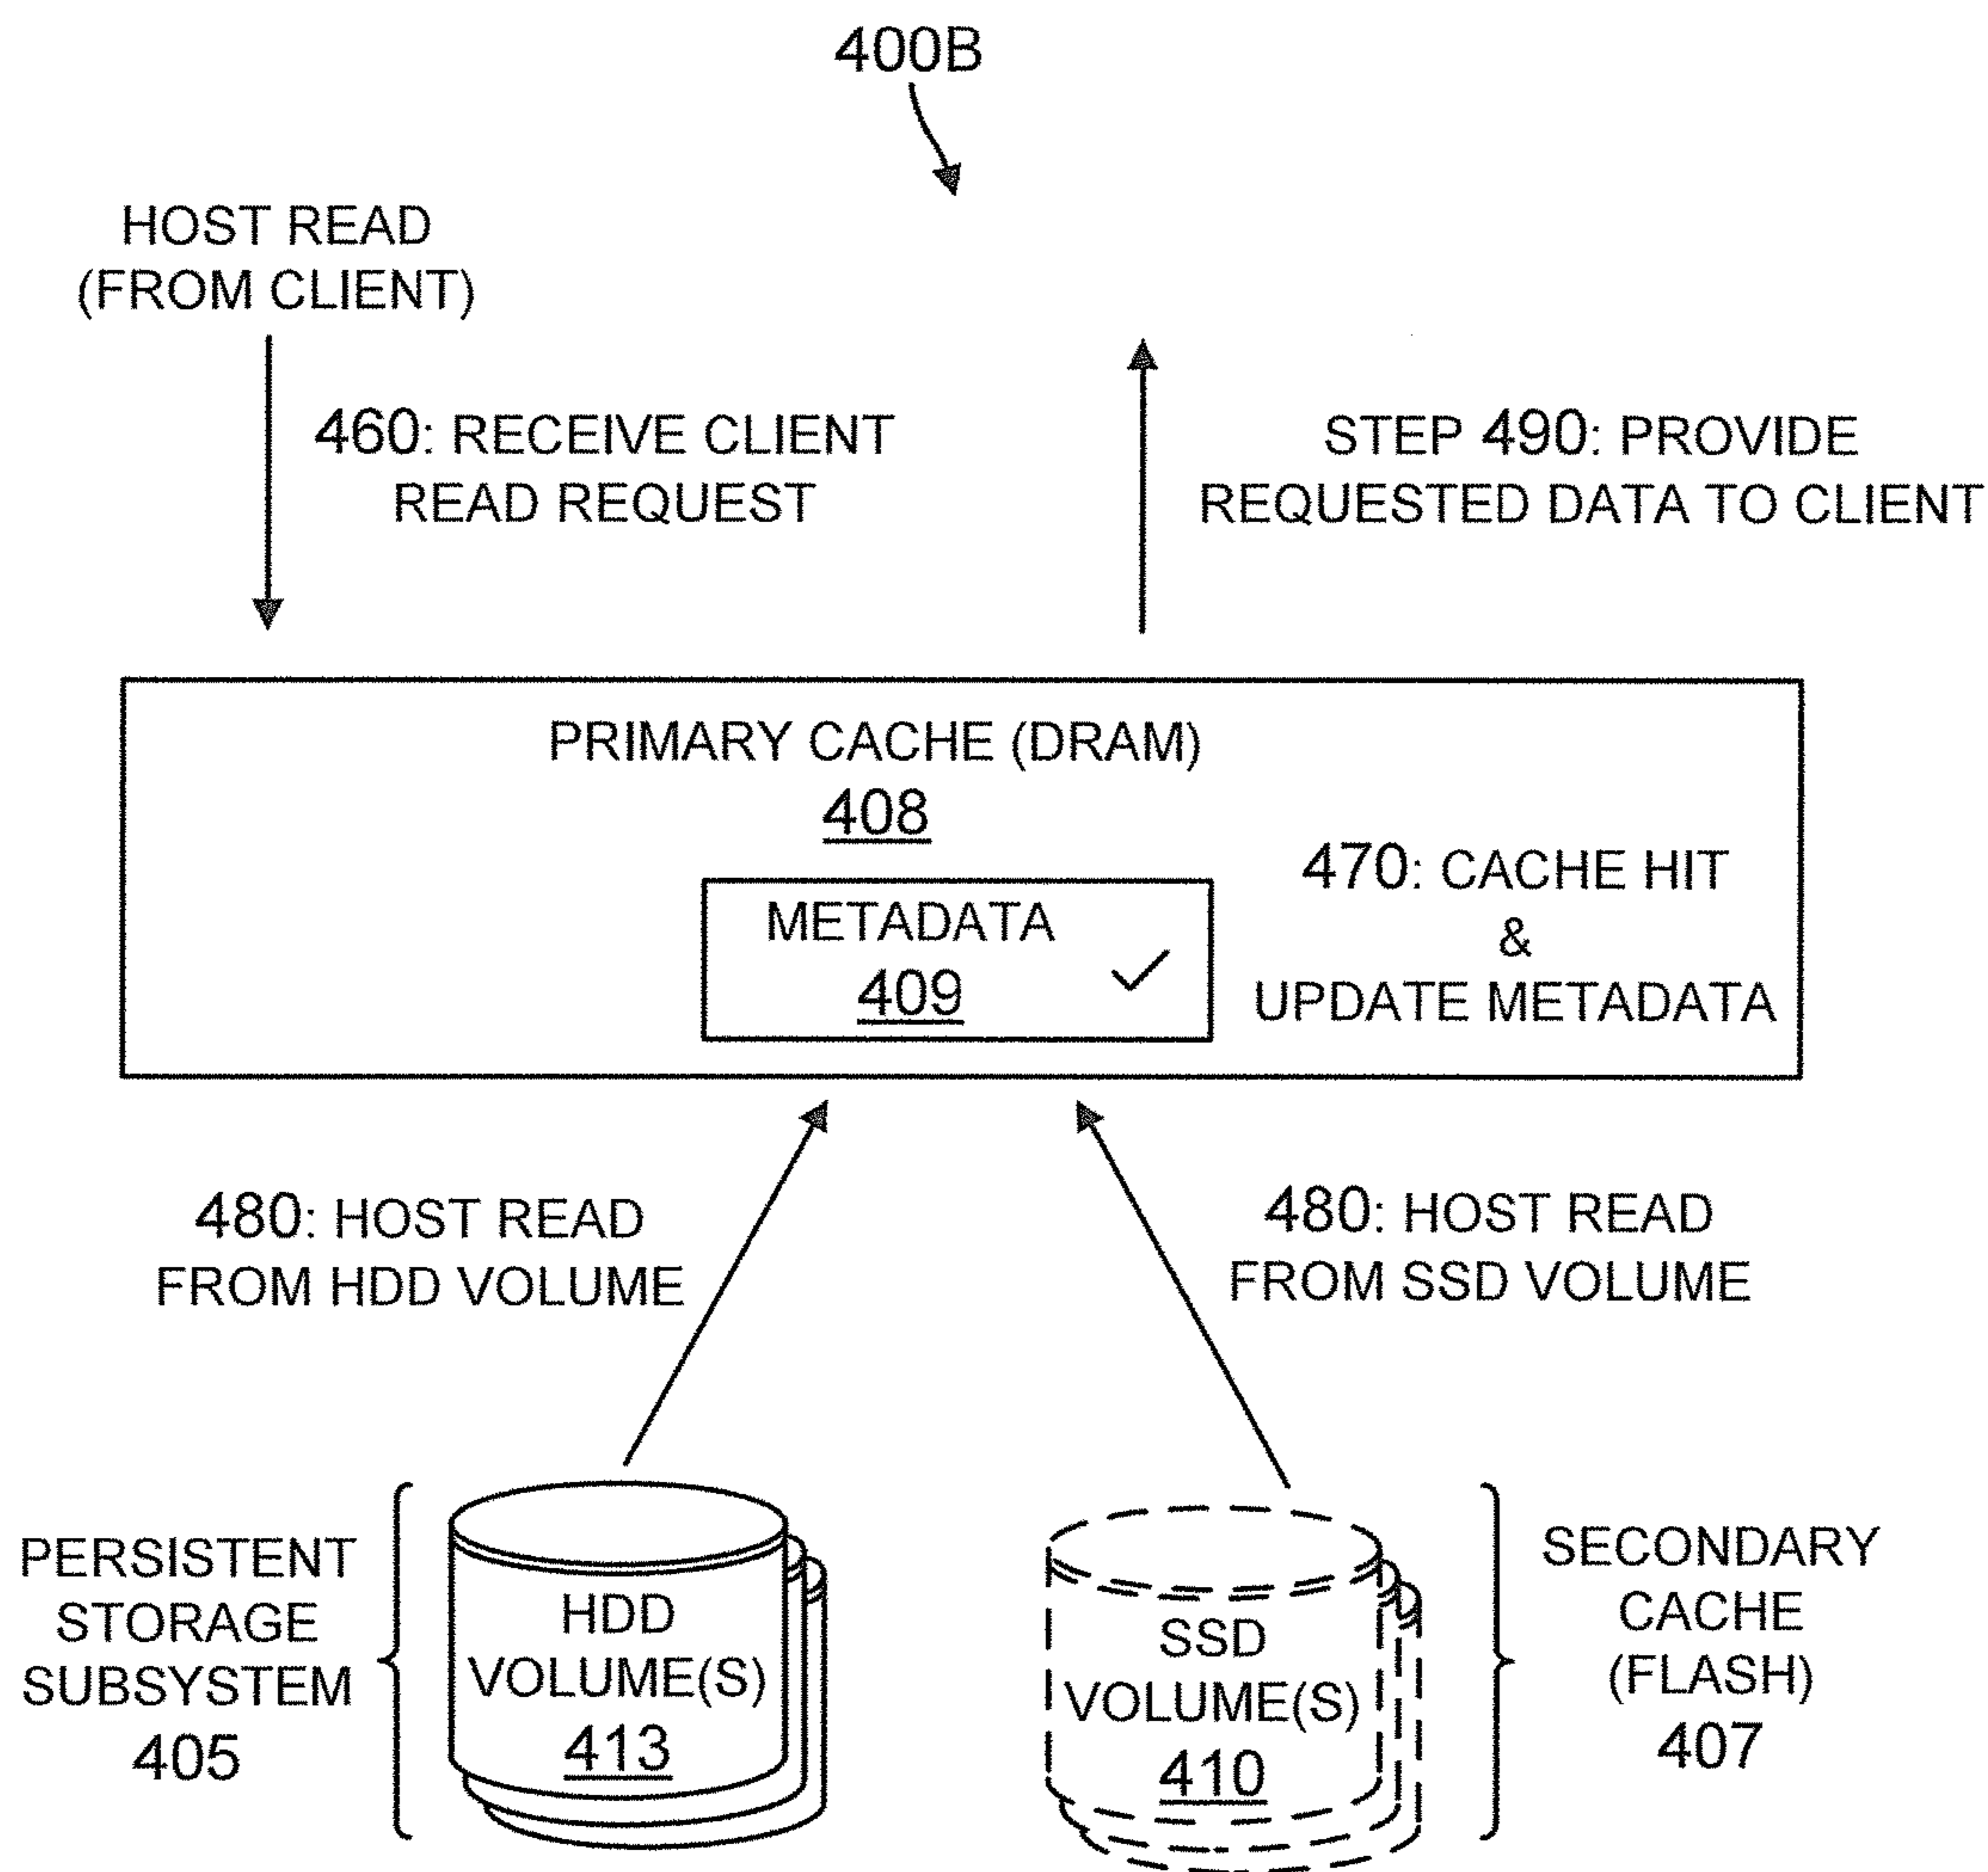 400B
HOST READ
(FROM CLIENT)
460: RECEIVE CLIENT
READ REQUEST
STEP 490: PROVIDE
REQUESTED DATA TO CLIENT
PRIMARY CACHE (DRAM)
408
METADATA
409
470: CACHE HIT
&
UPDATE METADATA
480: HOST READ
FROM HDD VOLUME
480: HOST READ
FROM SSD VOLUME
PERSISTENT
STORAGE
SUBSYSTEM
405
HDD
VOLUME(S)
413
SSD
VOLUME(S)
410
SECONDARY
CACHE
(FLASH)
407